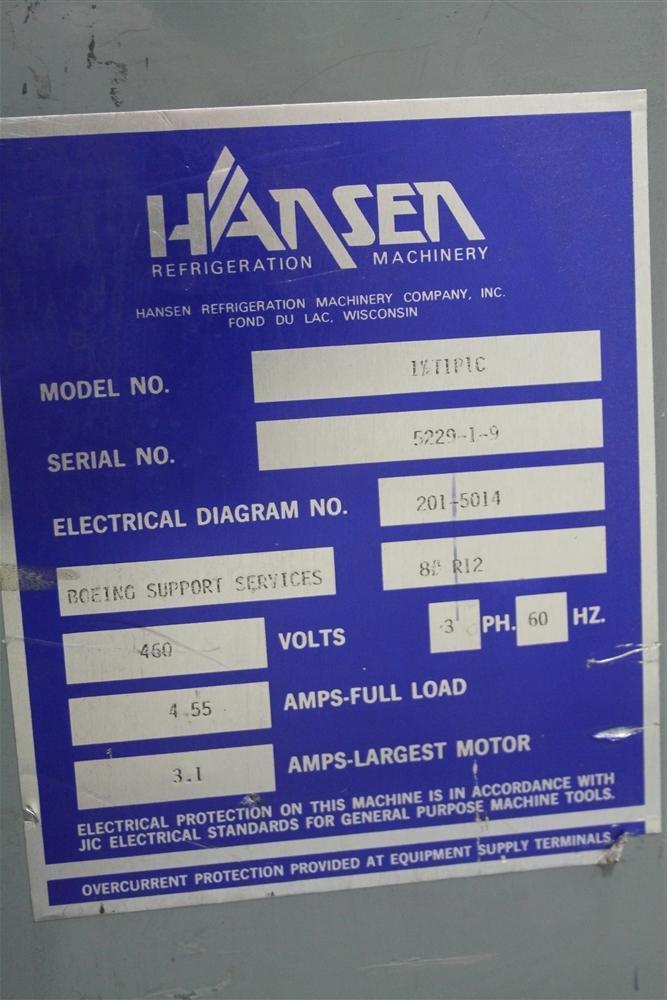 HANSEN
REFRIGERATION MACHINERY
HANSEN REFRIGERATION MACHINERY COMPANY, INC.
FOND DU LAC, WISCONSIN
MODEL NO.
SERIAL NO. 5229-1-9
ELECTRICAL DIAGRAM NO. 201-5014
BOEING SUPPORT SERVICES 8# R12
460 VOLTS 3 PH. 60 HZ.
4.55 AMPS-FULL LOAD
3.1 AMPS-LARGEST MOTOR
ELECTRICAL PROTECTION ON THIS MACHINE IS IN ACCORDANCE WITH
JIC ELECTRICAL STANDARDS FOR GENERAL PURPOSE MACHINE TOOLS.
OVERCURRENT PROTECTION PROVIDED AT EQUIPMENT SUPPLY TERMINALS.